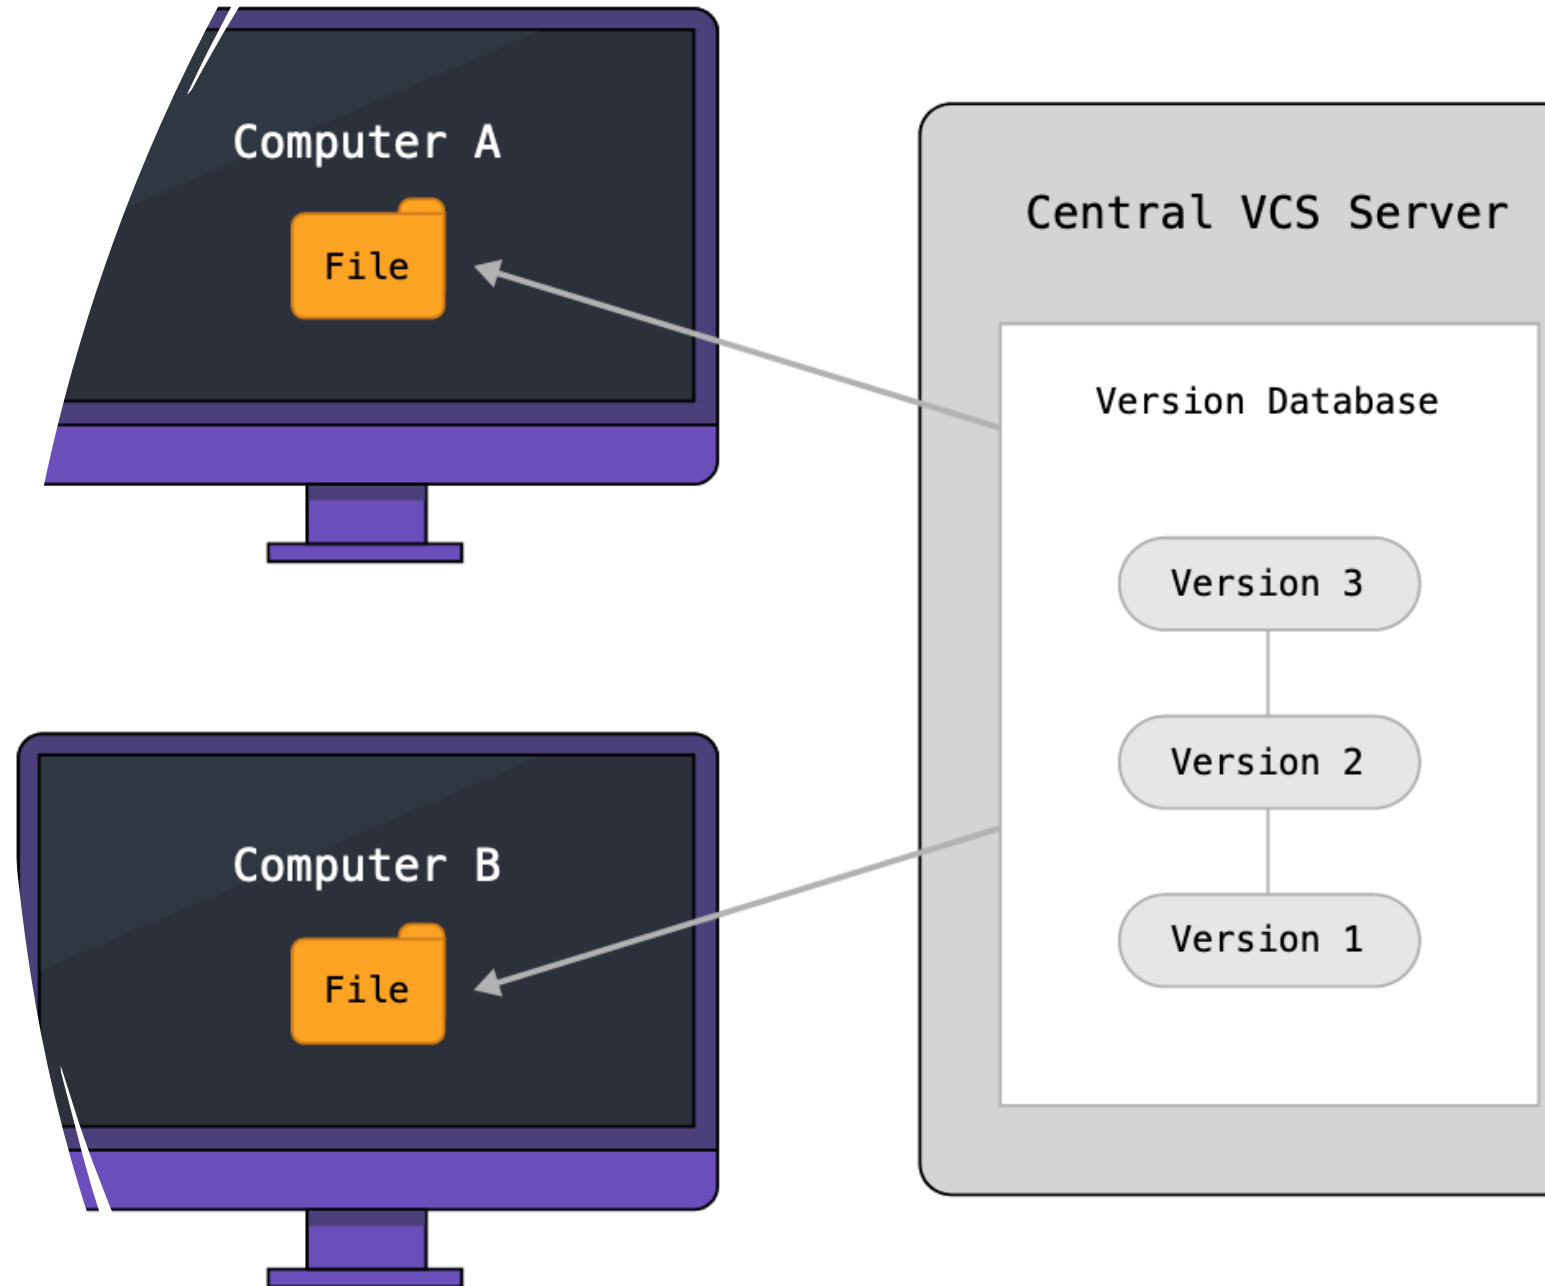 Computer A
File
Central VCS Server
Version Database
Version 3
Version 2
Version 1
Computer B
File